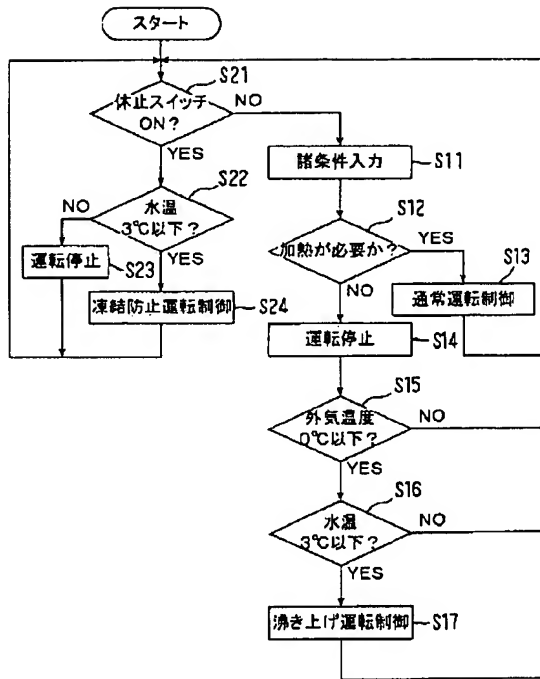 スタート
S21
休止スイッチ
ON?
NO
YES
S22
水温
3℃以下?
NO
YES
運転停止
S23
凍結防止運転制御
S24
諸条件入力
S11
S12
加熱が必要か?
YES
NO
S13
通常運転制御
運転停止
S14
S15
外気温度
0℃以下?
NO
YES
S16
水温
3℃以下?
NO
YES
沸き上げ運転制御
S17